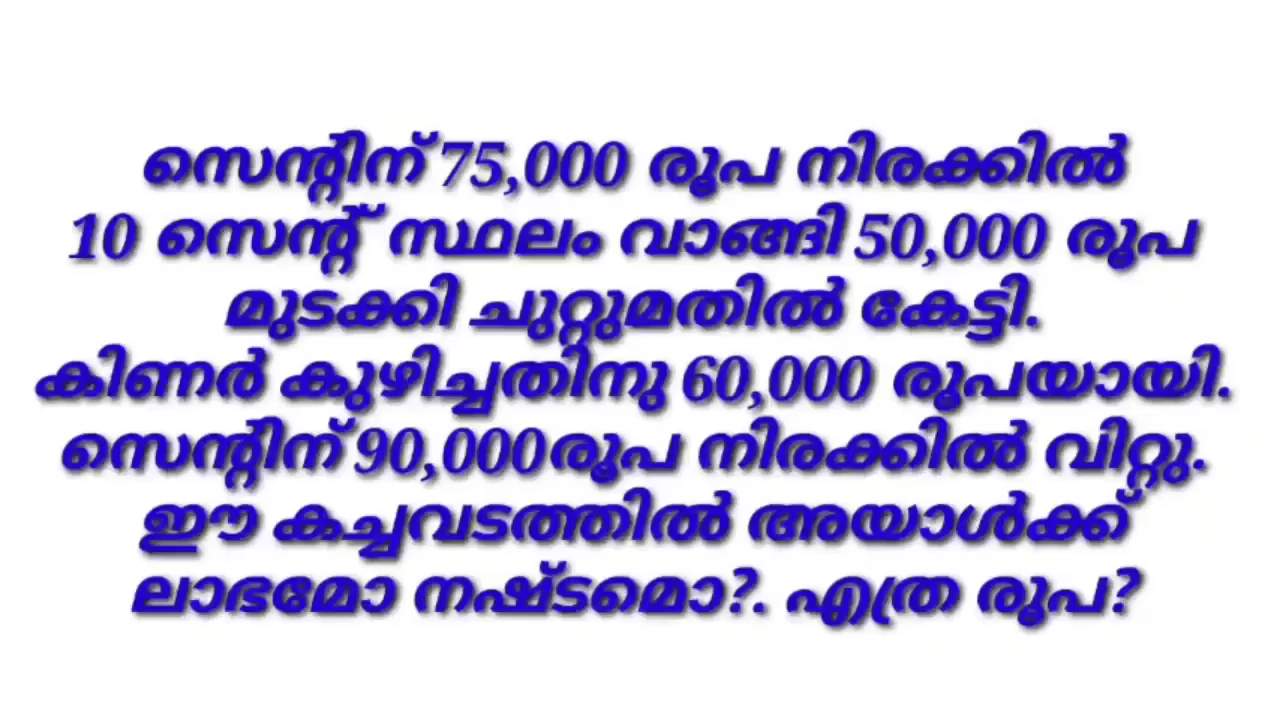 സെന്റിന് 75,000 രൂപ നിരക്കിൽ
10 സെന്റ് സ്ഥലം വാങ്ങി 50,000 രൂപ
മുടക്കി ചുറ്റുമതിൽ കേട്ടി.
കിണർ കുഴിച്ചതിനു 60,000 രൂപയായി.
സെന്റിന് 90,000രൂപ നിരക്കിൽ വിറ്റു.
ഈ കച്ചവടത്തിൽ അയാൾക്ക്
ലാഭമോ നഷ്ടമൊ?. എത്ര രൂപ?